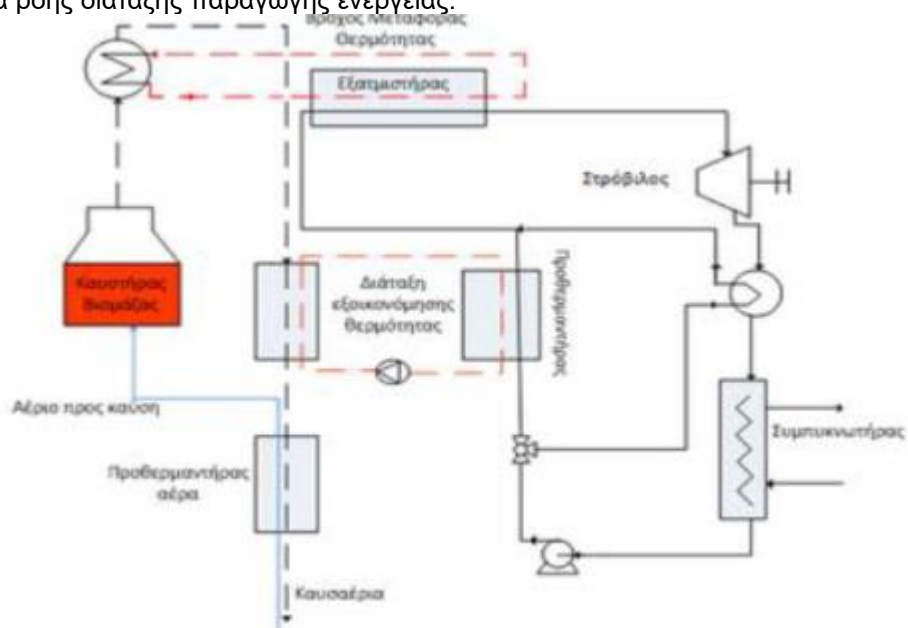 ροής διάταξης παραγωγής ενέργειας.
Βρόχος Μεταφοράς
Θερμότητας
Εξατμιστήρας
Στρόβιλος
Καυστήρας
Βιομάζας
Διάταξη
εξοικονόμησης
θερμότητας
Προθερμαντήρας
Αέριο προς καύση
Συμπυκνωτήρας
Προθερμαντήρας
αέρα
Καυσαέρια